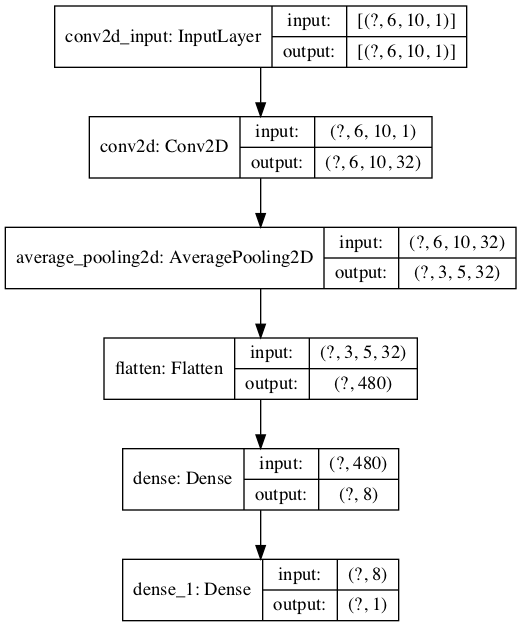 conv2d_input: InputLayer
input:
[(?, 6, 10, 1)]
output:
[(?, 6, 10, 1)]
conv2d: Conv2D
input:
(?, 6, 10, 1)
output:
(?, 6, 10, 32)
average_pooling2d: AveragePooling2D
input:
(?, 6, 10, 32)
output:
(?, 3, 5, 32)
flatten: Flatten
input:
(?, 3, 5, 32)
output:
(?, 480)
dense: Dense
input:
(?, 480)
output:
(?, 8)
dense_1: Dense
input:
(?, 8)
output:
(?, 1)